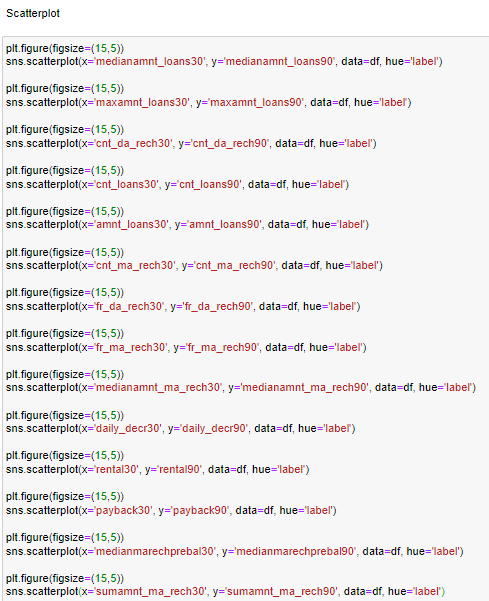 Scatterplot
plt.figure(figsize=(15,5))
sns.scatterplot(x='medianamnt_loans30', y='medianamnt_loans90', data=df, hue='label')
plt.figure(figsize=(15,5))
sns.scatterplot(x='maxamnt_loans30', y='maxamnt_loans90', data=df, hue='label')
plt.figure(figsize=(15,5))
sns.scatterplot(x='cnt_da_rech30', y='cnt_da_rech90', data=df, hue='label')
plt.figure(figsize=(15,5))
sns.scatterplot(x='cnt_loans30', y='cnt_loans90', data=df, hue='label')
plt.figure(figsize=(15,5))
sns.scatterplot(x='amnt_loans30', y='amnt_loans90', data=df, hue='label')
plt.figure(figsize=(15,5))
sns.scatterplot(x='cnt_ma_rech30', y='cnt_ma_rech90', data=df, hue='label')
plt.figure(figsize=(15,5))
sns.scatterplot(x='fr_da_rech30', y='fr_da_rech90', data=df, hue='label')
plt.figure(figsize=(15,5))
sns.scatterplot(x='fr_ma_rech30', y='fr_ma_rech90', data=df, hue='label')
plt.figure(figsize=(15,5))
sns.scatterplot(x='medianamnt_ma_rech30', y='medianamnt_ma_rech90', data=df, hue='label')
plt.figure(figsize=(15,5))
sns.scatterplot(x='daily_decr30', y='daily_decr90', data=df, hue='label')
plt.figure(figsize=(15,5))
sns.scatterplot(x='rental30', y='rental90', data=df, hue='label')
plt.figure(figsize=(15,5))
sns.scatterplot(x='payback30', y='payback90', data=df, hue='label')
plt.figure(figsize=(15,5))
sns.scatterplot(x='medianmarechprebal30', y='medianmarechprebal90', data=df, hue='label')
plt.figure(figsize=(15,5))
sns.scatterplot(x='sumamnt_ma_rech30', y='sumamnt_ma_rech90', data=df, hue='label')